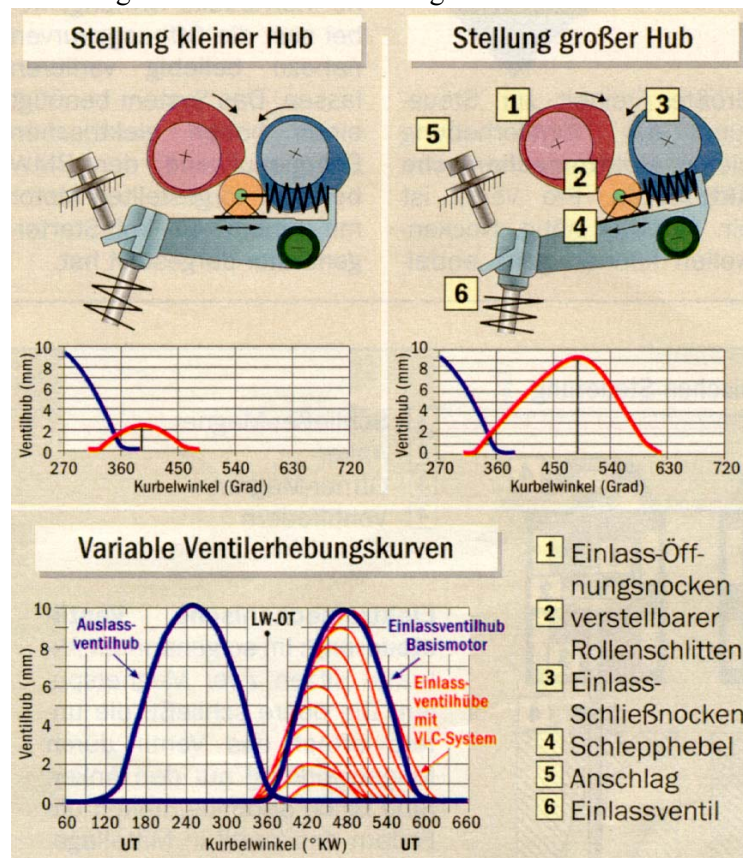 Stellung kleiner Hub
Stellung großer Hub
1
3
5
2
4
6
Ventilhub (mm)
10
8
6
4
2
0
270 360 450 540 630 720
Kurbelwinkel (Grad)
Ventilhub (mm)
10
8
6
4
2
0
270 360 450 540 630 720
Kurbelwinkel (Grad)
Variable Ventilerhebungskurven
Ventilhub (mm)
10
8
6
4
2
0
Auslass-
ventilhub
LW-OT
Einlassventilhub
Basismotor
Einlass-
ventilhübe
mit
VLC-System
60 120 180 240 300 360 420 480 540 600 660
UT Kurbelwinkel (°KW) UT
1 Einlass-Öff-
nungsnocken
2 verstellbarer
Rollenschlitten
3 Einlass-
Schließnocken
4 Schlepphebel
5 Anschlag
6 Einlassventil